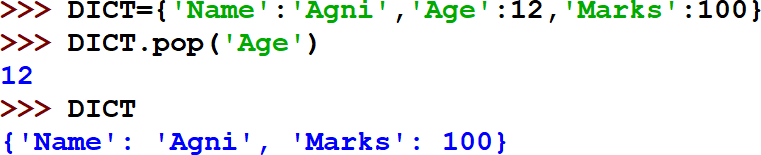 >>> DICT={'Name':'Agni','Age':12,'Marks':100}
>>> DICT.pop('Age')
12
>>> DICT
{'Name': 'Agni', 'Marks': 100}